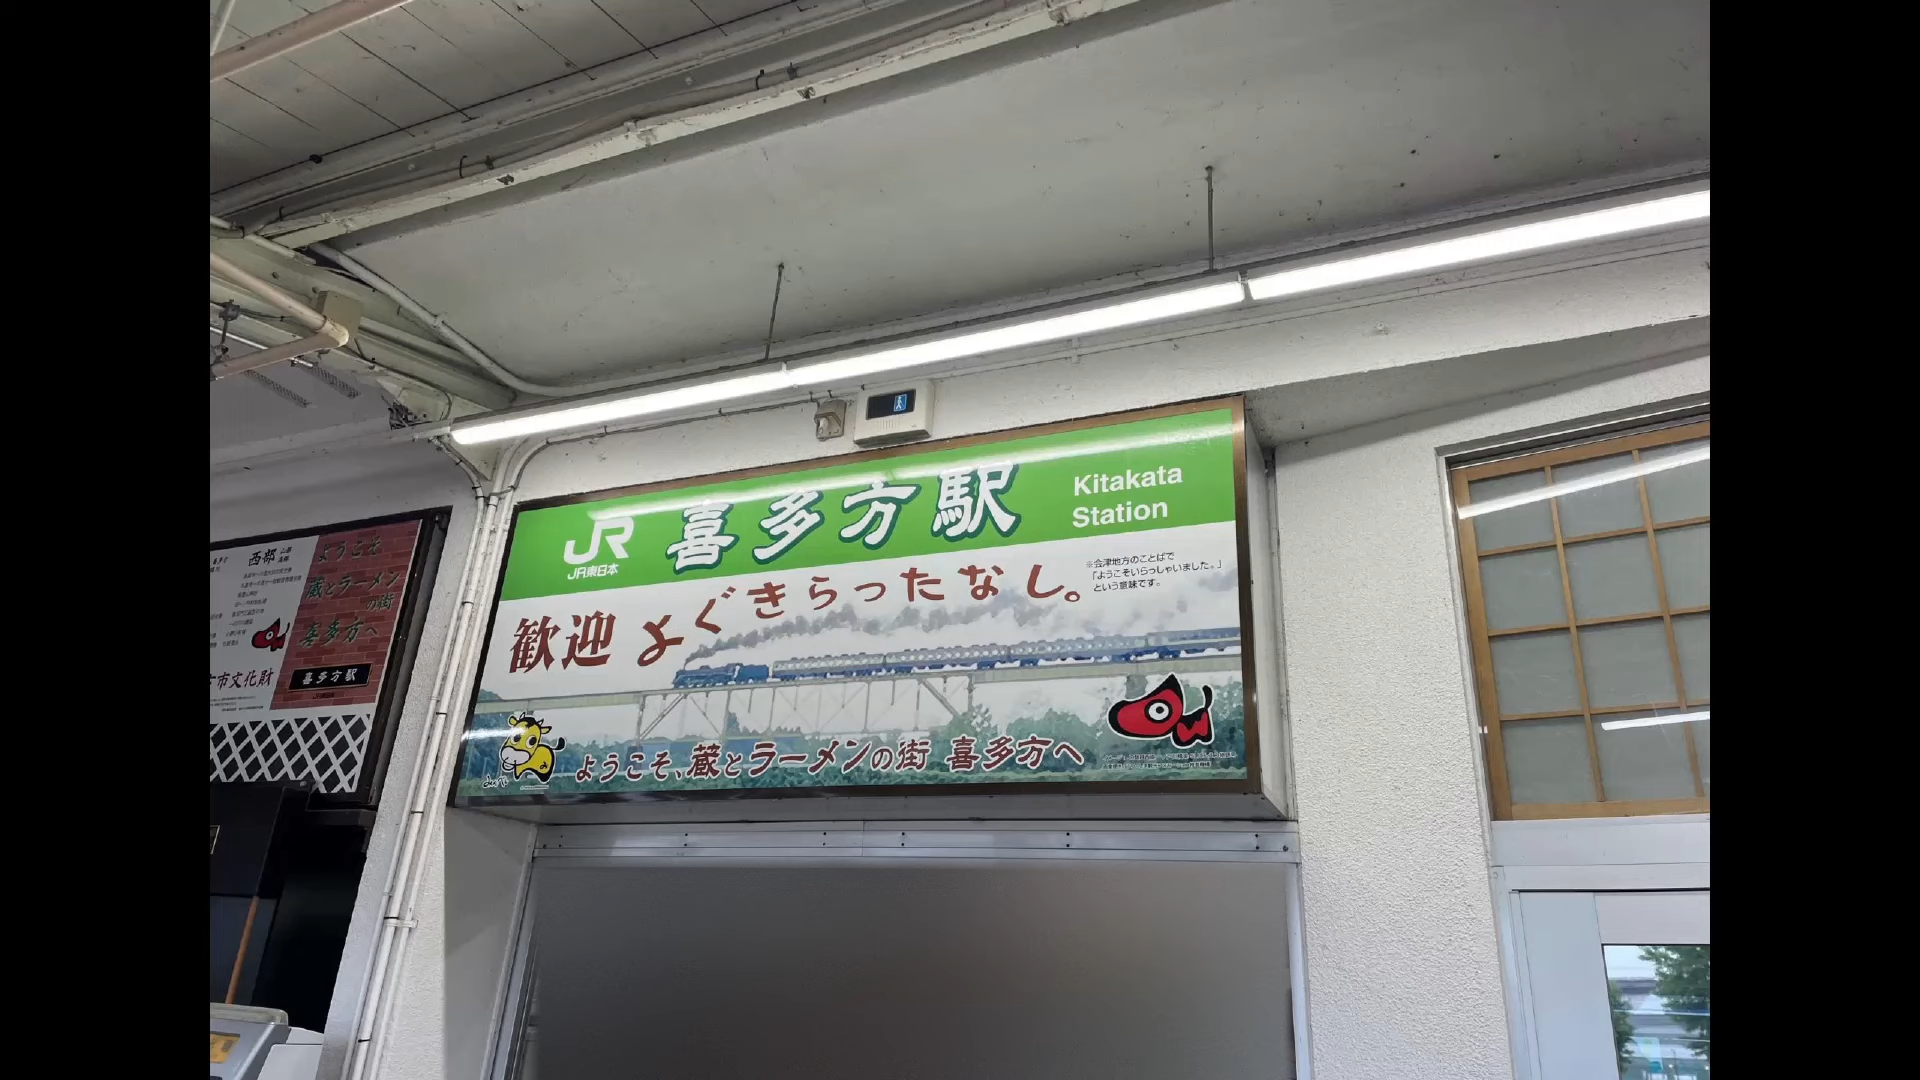 西部
ようこそ
蔵とラーメン
の街
喜多方へ
喜多方駅
市文化財
JR
JR東日本
喜多方駅
Kitakata
Station
歓迎 よぐきらったなし。
※会津地方のことばで
「ようこそいらっしゃいました。」
という意味です。
ようこそ、蔵とラーメンの街 喜多方へ